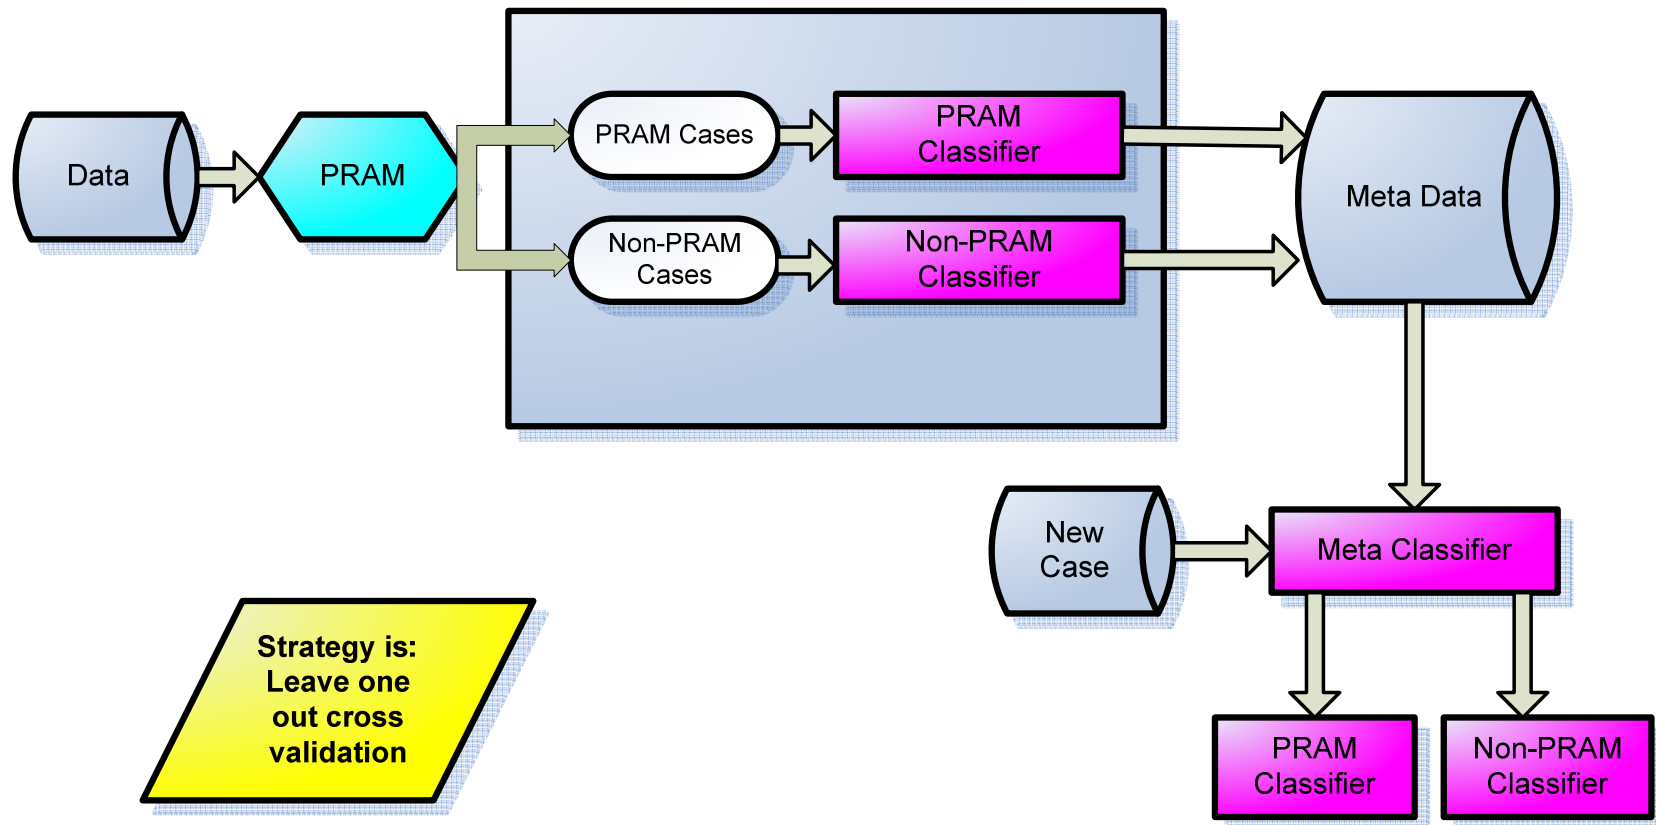 Data
PRAM
PRAM Cases
PRAM
Classifier
Non-PRAM
Cases
Non-PRAM
Classifier
Meta Data
New
Case
Meta Classifier
Strategy is:
Leave one
out cross
validation
PRAM
Classifier
Non-PRAM
Classifier